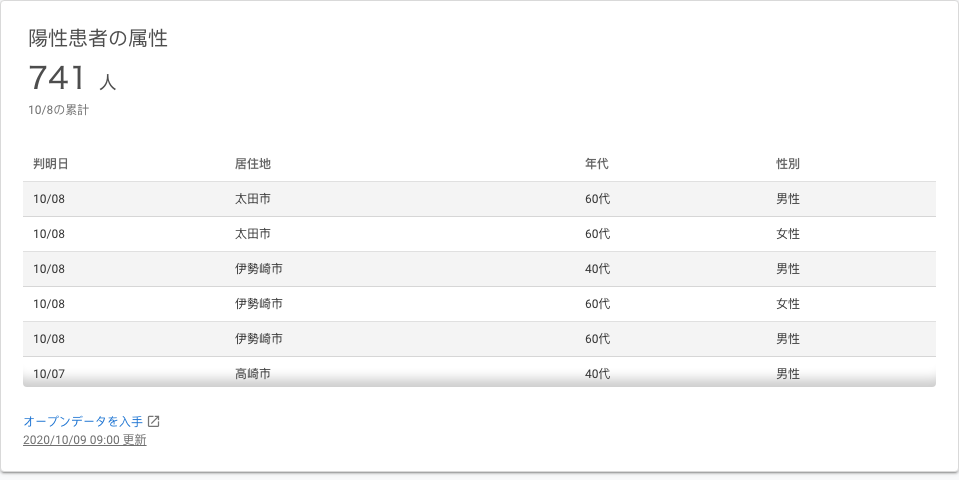 陽性患者の属性
741 人
10/8の累計
判明日 居住地 年代 性別
10/08 太田市 60代 男性
10/08 太田市 60代 女性
10/08 伊勢崎市 40代 男性
10/08 伊勢崎市 60代 女性
10/08 伊勢崎市 60代 男性
10/07 高崎市 40代 男性
オープンデータを入手
2020/10/09 09:00 更新